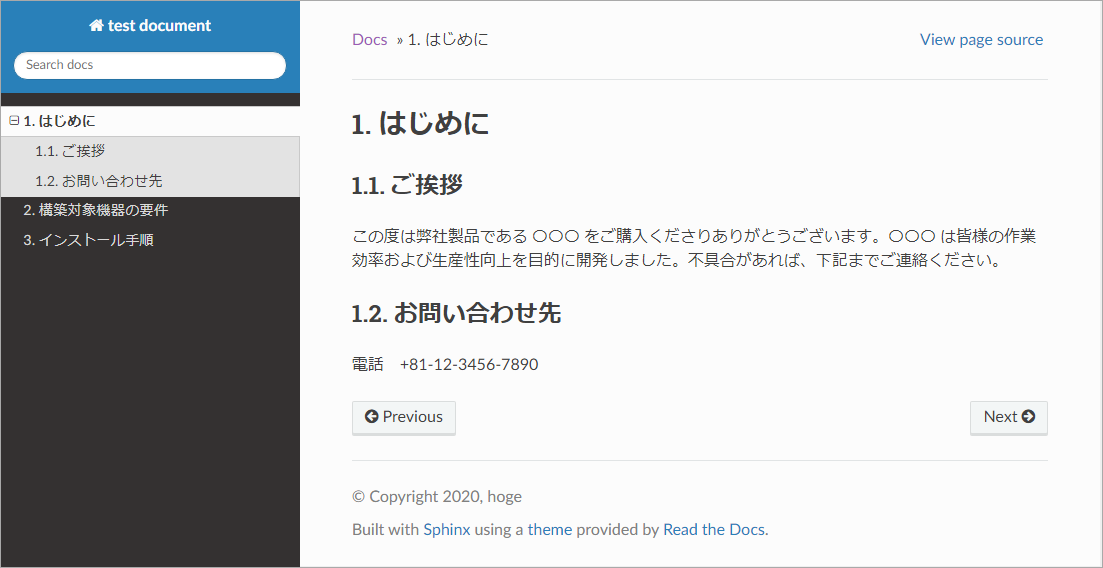 test document
Search docs
1. はじめに
1.1. ご挨拶
1.2. お問い合わせ先
2. 構築対象機器の要件
3. インストール手順
Docs » 1. はじめに
View page source
1. はじめに
1.1. ご挨拶
この度は弊社製品である 〇〇〇 をご購入くださりありがとうございます。〇〇〇 は皆様の作業
効率および生産性向上を目的に開発しました。不具合があれば、下記までご連絡ください。
1.2. お問い合わせ先
電話　+81-12-3456-7890
Previous
Next
© Copyright 2020, hoge
Built with Sphinx using a theme provided by Read the Docs.